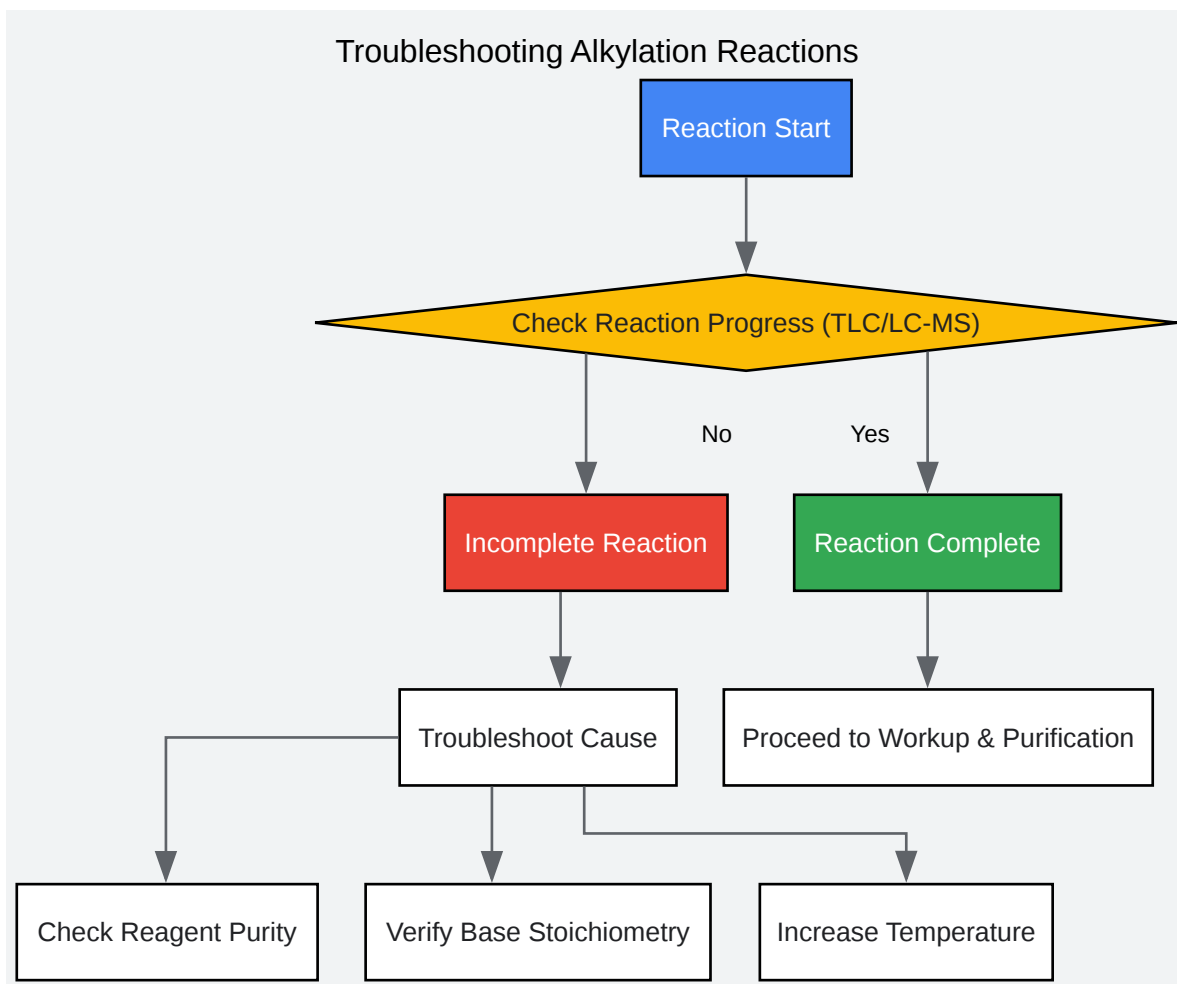 Troubleshooting Alkylation Reactions
Reaction Start
Check Reaction Progress (TLC/LC-MS)
No
Yes
Incomplete Reaction
Reaction Complete
Troubleshoot Cause
Proceed to Workup & Purification
Check Reagent Purity
Verify Base Stoichiometry
Increase Temperature